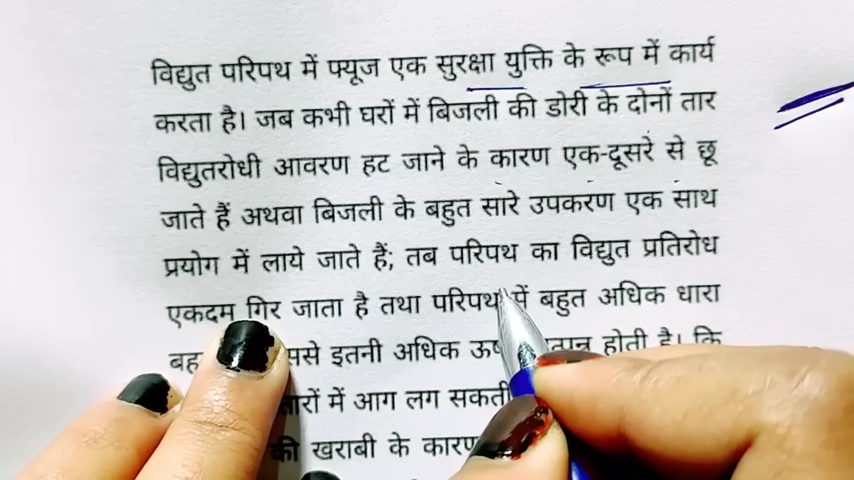 विद्युत परिपथ में फ्यूज एक सुरक्षा युक्ति के रूप में कार्य
करता है। जब कभी घरों में बिजली की डोरी के दोनों तार
विद्युतरोधी आवरण हट जाने के कारण एक-दूसरे से छू
जाते हैं अथवा बिजली के बहुत सारे उपकरण एक साथ
प्रयोग में लाये जाते हैं; तब परिपथ का विद्युत प्रतिरोध
एकदम गिर जाता है तथा परिपथ में बहुत अधिक धारा
इतनी अधिक होती है। कि
में आग लग सकती
की खराबी के कारण